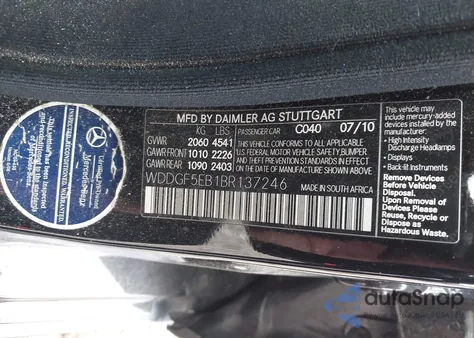 MFD BY DAIMLER AG STUTTGART
KG LBS PASSENGER CAR C040 07/10
GVWR 2060 4541
GAWR FRONT 1010 2226
GAWR REAR 1090 2403
THIS VEHICLE CONFORMS TO ALL APPLICABLE
U.S. FEDERAL MOTOR VEHICLE SAFETY, BUMPER,
AND THEFT PREVENTION STANDARDS IN EFFECT
ON THE DATE OF MANUFACTURE SHOWN ABOVE.
WDDGF5EB1BR137246
MADE IN SOUTH AFRICA
This vehicle may
include mercury-added
devices installed by
the manufacturer:
• High Intensity
Discharge Headlamps
• Discharge Map
Displays
• Back-lit Instruments
Remove Devices
Before Vehicle
Disposal.
Upon Removal of
Devices Please
Reuse, Recycle or
Dispose as
Hazardous Waste.
Mercedes-Benz
autoSnap